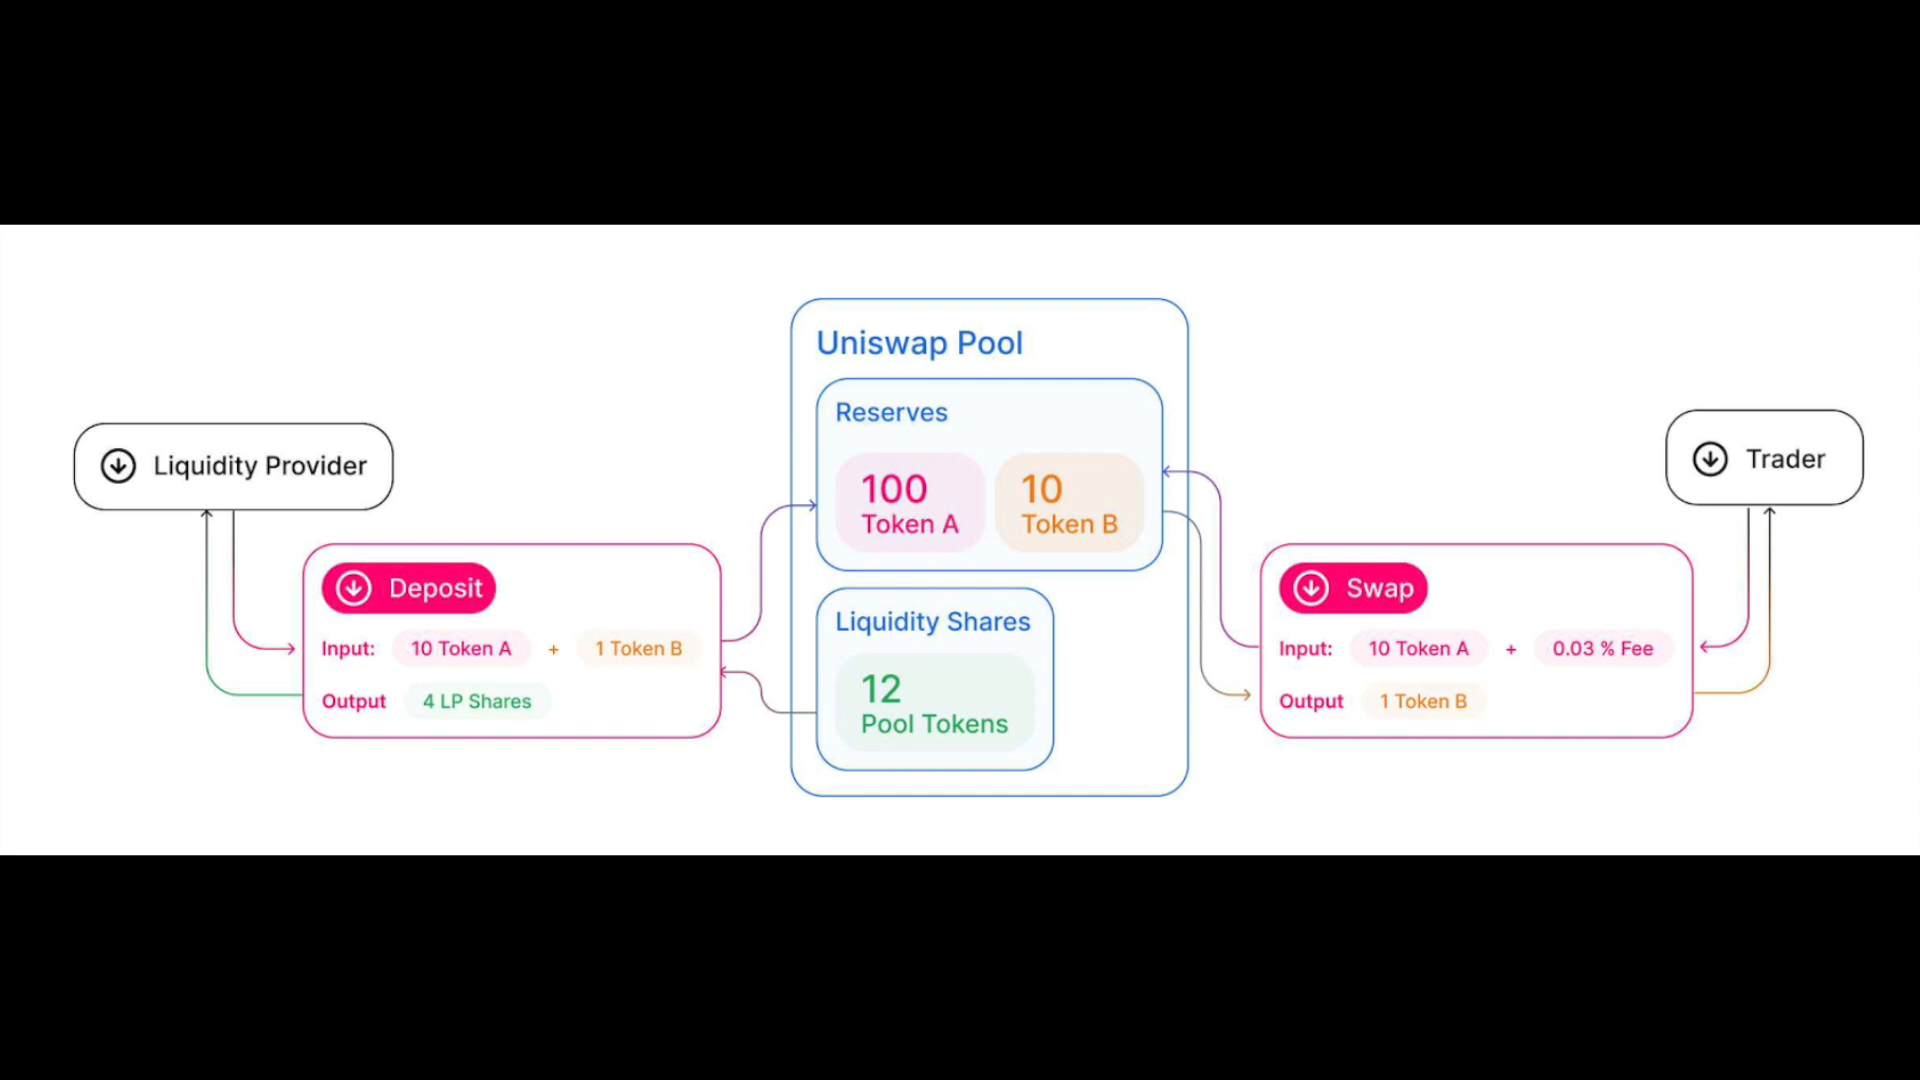 Liquidity Provider
Deposit
Input: 10 Token A + 1 Token B
Output 4 LP Shares
Uniswap Pool
Reserves
100
Token A
10
Token B
Liquidity Shares
12
Pool Tokens
Trader
Swap
Input: 10 Token A + 0.03 % Fee
Output 1 Token B